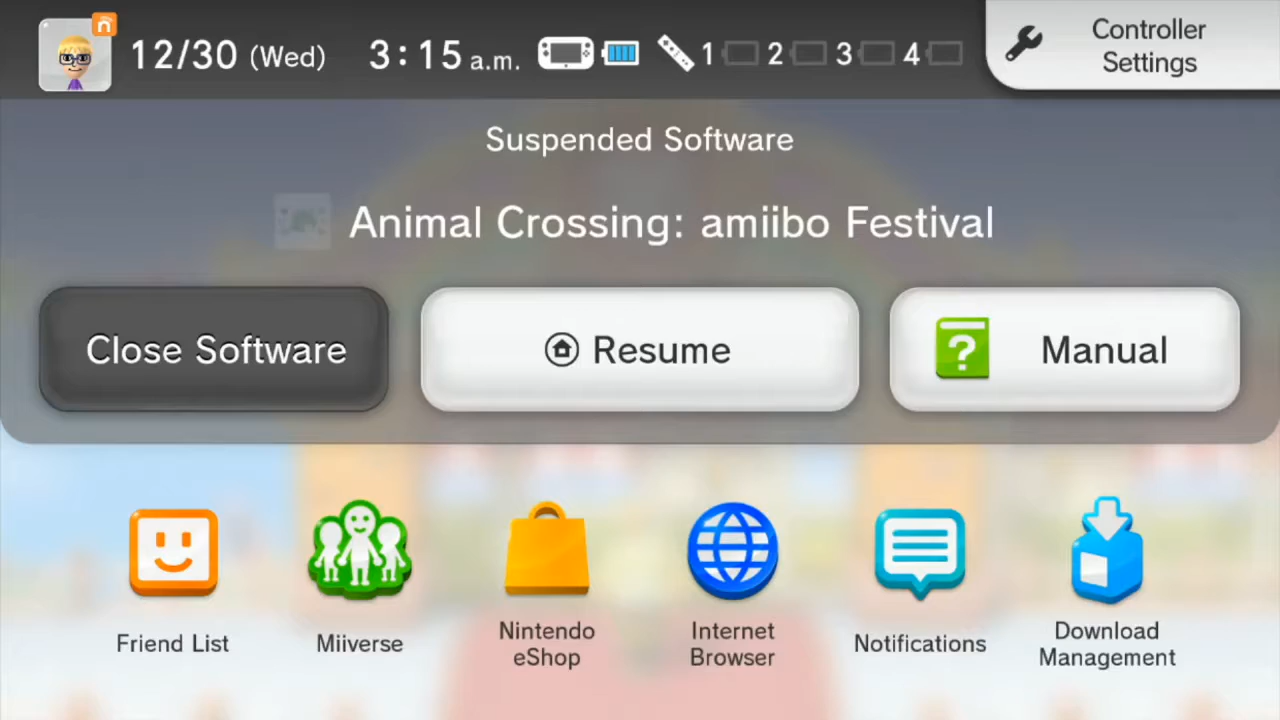 12/30 (Wed) 3:15 a.m. 1 2 3 4
Controller
Settings
Suspended Software
Animal Crossing: amiibo Festival
Close Software
Resume
? Manual
Friend List
Miiverse
Nintendo
eShop
Internet
Browser
Notifications
Download
Management